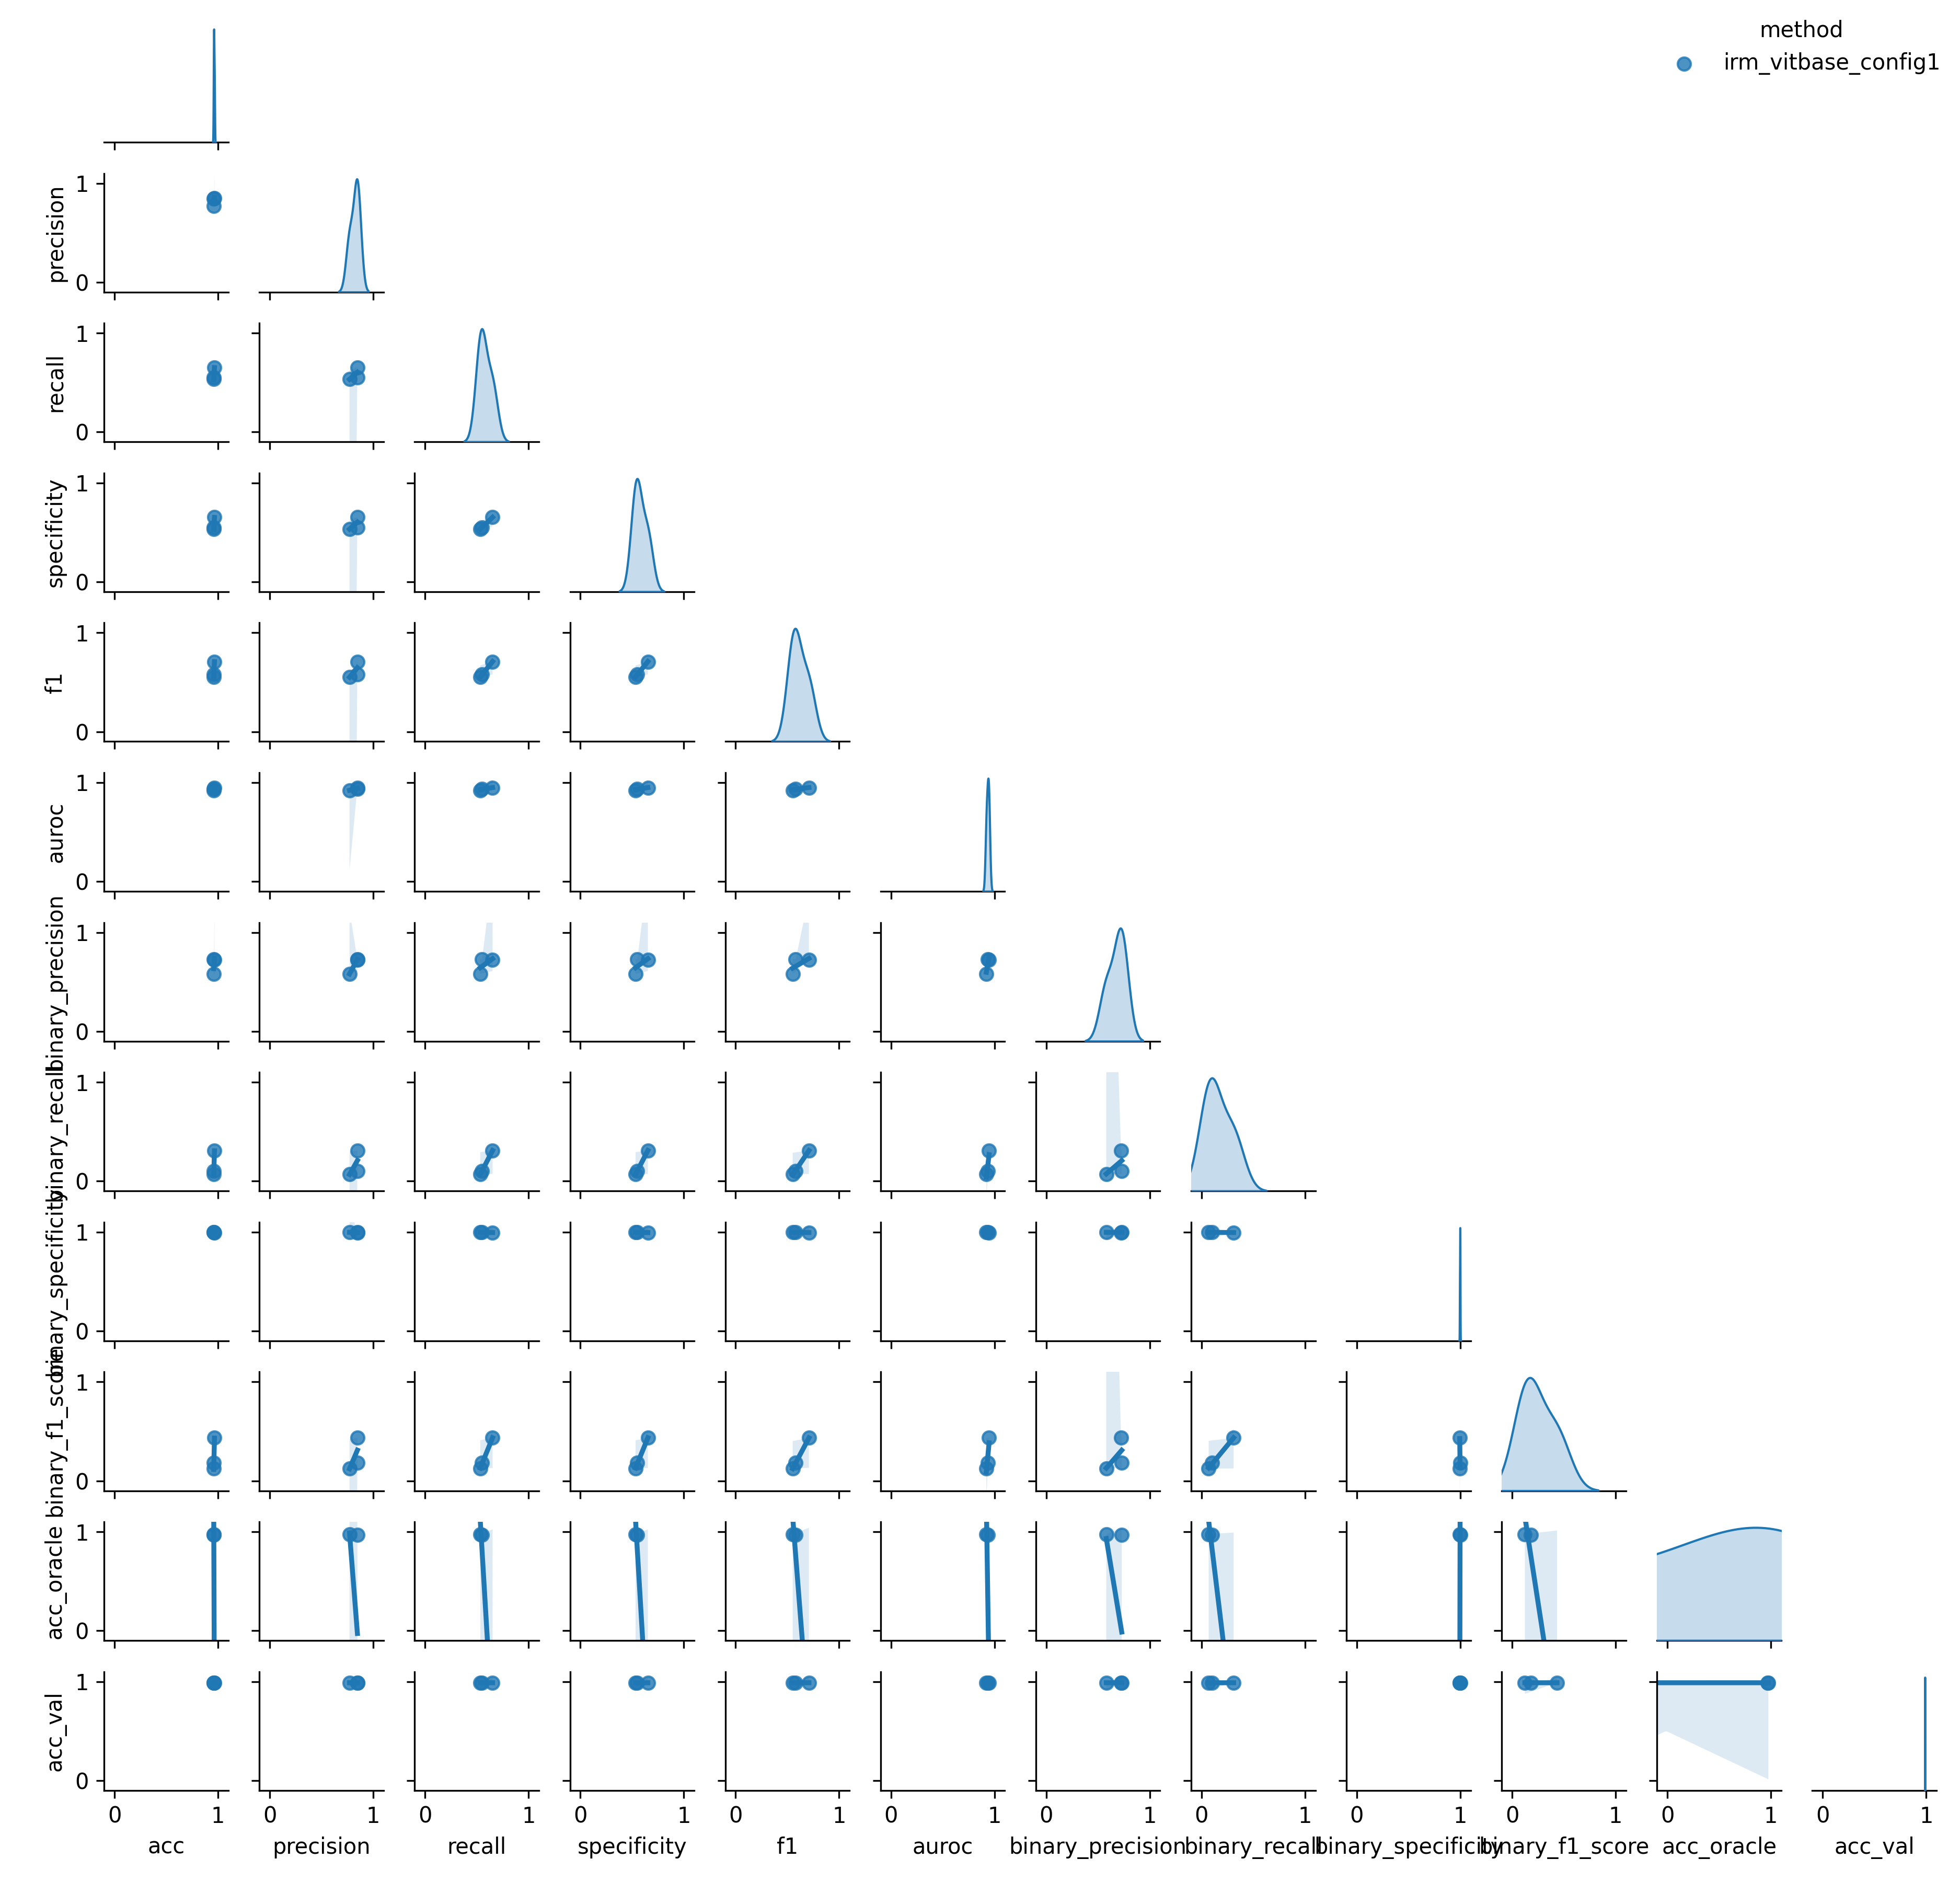 method
irm_vitbase_config1
1
precision
0
1
recall
0
1
specificity
0
1
f1
0
1
auroc
0
1
binary_precision
0
1
binary_recall
0
1
binary_specificity
0
1
binary_f1_score
0
1
acc_oracle
0
1
acc_val
0
0 1 0 1 0 1 0 1 0 1 0 1 0 1 0 1 0 1 0 1 0 1 0 1
acc precision recall specificity f1 auroc binary_precision binary_recall binary_specificity binary_f1_score acc_oracle acc_val